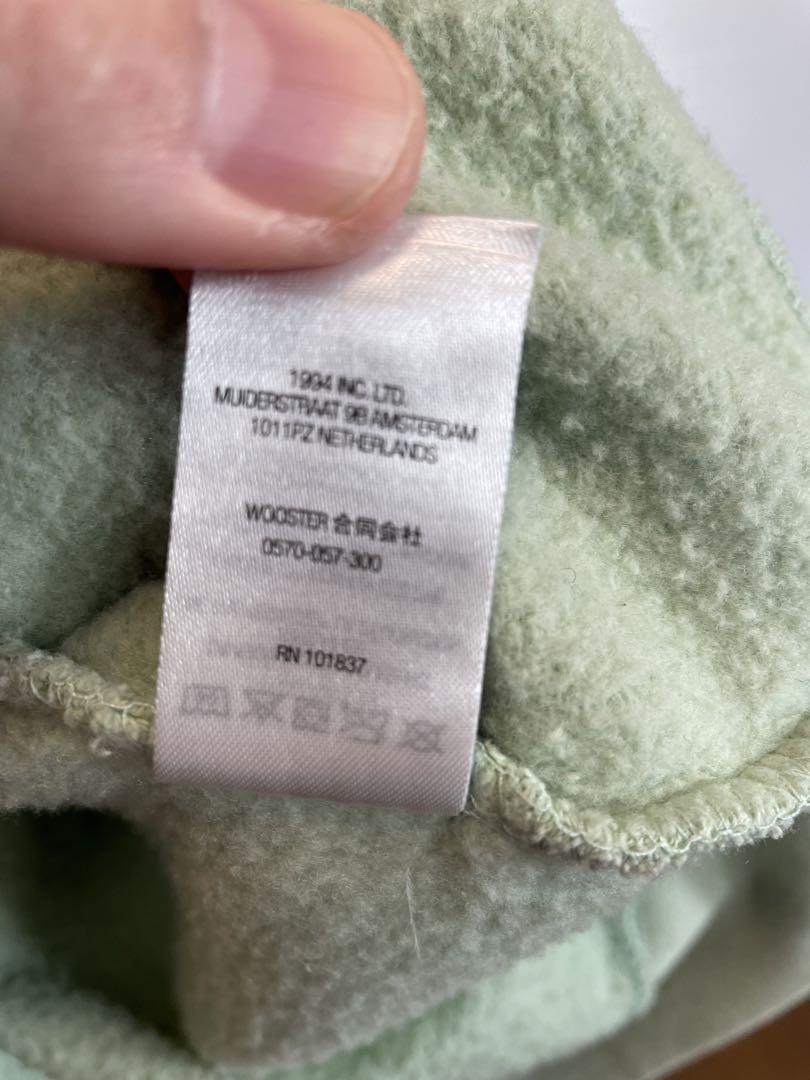 1994 INC. LTD.
MUIDERSTRAAT 9B AMSTERDAM
1011PZ NETHERLANDS
WOOSTER 合同会社
0570-057-300
RN 101837